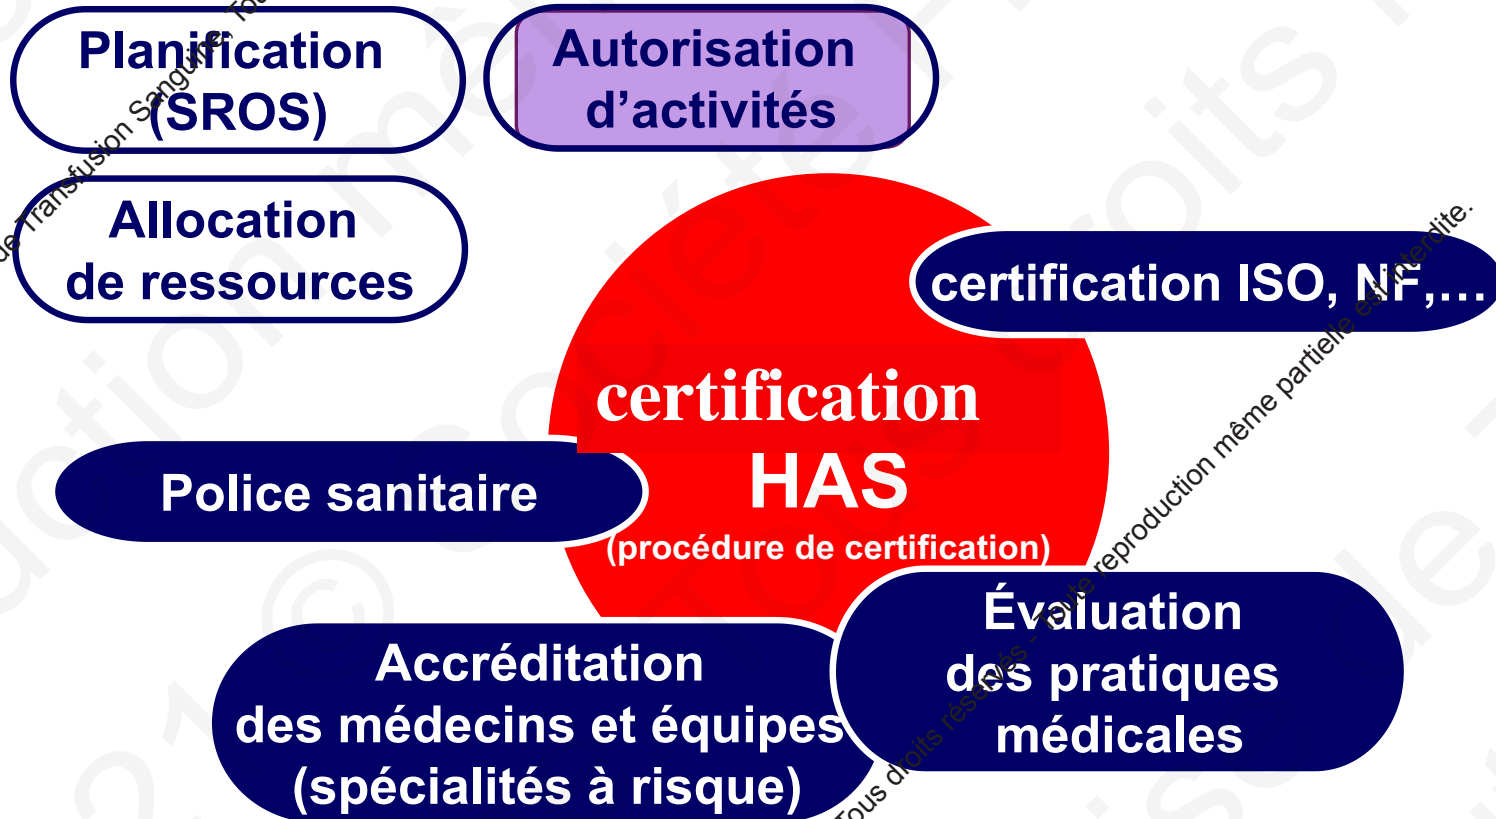 Planification
(SROS)
Autorisation
d’activités
Allocation
de ressources
certification ISO, NF,…
certification
HAS
(procédure de certification)
Police sanitaire
Évaluation
des pratiques
médicales
Accréditation
des médecins et équipes
(spécialités à risque)
de Transfusion Sanguine, Tou
Tous droits réservés - Toute reproduction même partielle est interdite.